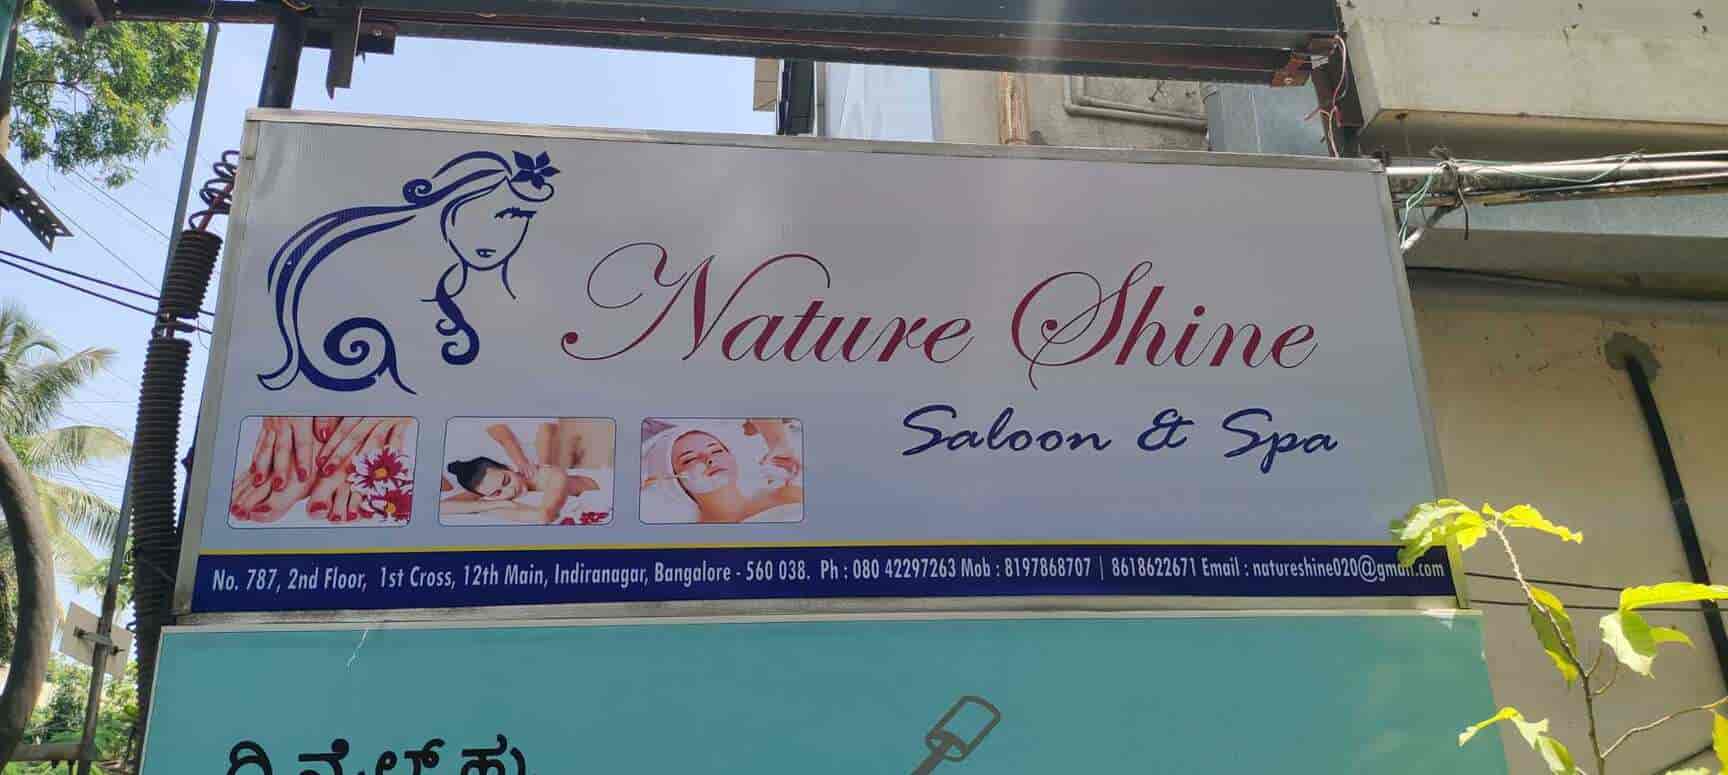 Nature Shine
Saloon & Spa
No. 787, 2nd Floor, 1st Cross, 12th Main, Indiranagar, Bangalore - 560 038. Ph : 080 42297263 Mob : 8197868707 | 8618622671 Email : natureshine020@gmail.com